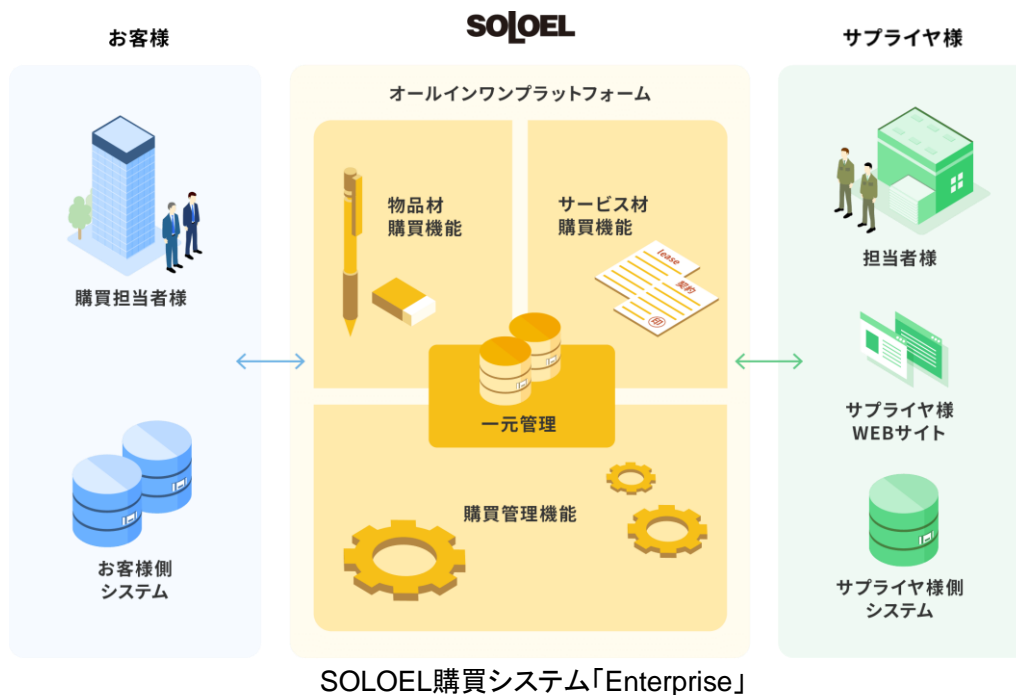 お客様
SOLOEL
サプライヤ様
オールインワンプラットフォーム
購買担当者様
お客様側
システム
物品材
購買機能
サービス材
購買機能
lease
契約
印
一元管理
購買管理機能
担当者様
サプライヤ様
WEBサイト
サプライヤ様側
システム
SOLOEL購買システム｢Enterprise｣